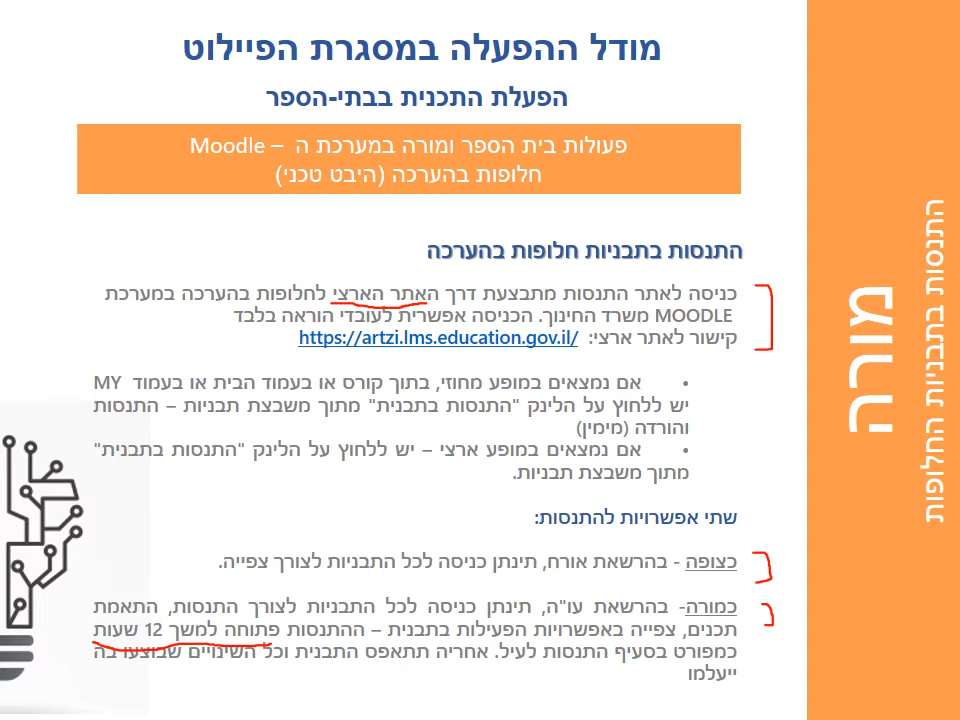 מודל ההפעלה במסגרת הפיילוט
הפעלת התכנית בבתי-הספר
פעולות בית הספר ומורה במערכת ה – Moodle
חלופות בהערכה (היבט טכני)
התנסות בתבניות חלופות בהערכה
כניסה לאתר התנסות מתבצעת דרך האתר הארצי לחלופות בהערכה במערכת
MOODLE משרד החינוך. הכניסה אפשרית לעובדי הוראה בלבד
קישור לאתר ארצי: https://artzi.lms.education.gov.il/
• אם נמצאים במופע מחוזי, בתוך קורס או בעמוד הבית או בעמוד MY
יש ללחוץ על הלינק "התנסות בתבנית" מתוך משבצת תבניות – התנסות
והורדה (מימין)
• אם נמצאים במופע ארצי – יש ללחוץ על הלינק "התנסות בתבנית"
מתוך משבצת תבניות.
שתי אפשרויות להתנסות:
כצופה - בהרשאת אורח, תינתן כניסה לכל התבניות לצורך צפייה.
כמורה- בהרשאת עו"ה, תינתן כניסה לכל התבניות לצורך התנסות, התאמת
תכנים, צפייה באפשרויות הפעילות בתבנית – ההתנסות פתוחה למשך 12 שעות
כמפורט בסעיף התנסות לעיל. אחריה תתאפס התבנית וכל השינויים שבוצעו בה
ייעלמו
מורה
התנסות בתבניות החלופות